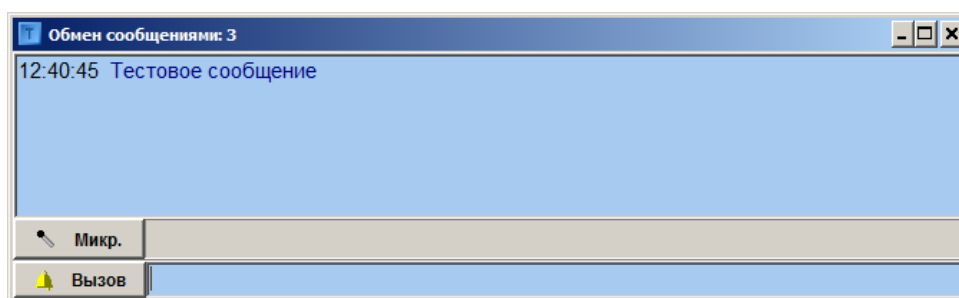 T Обмен сообщениями: 3
12:40:45 Тестовое сообщение
Микр.
Вызов